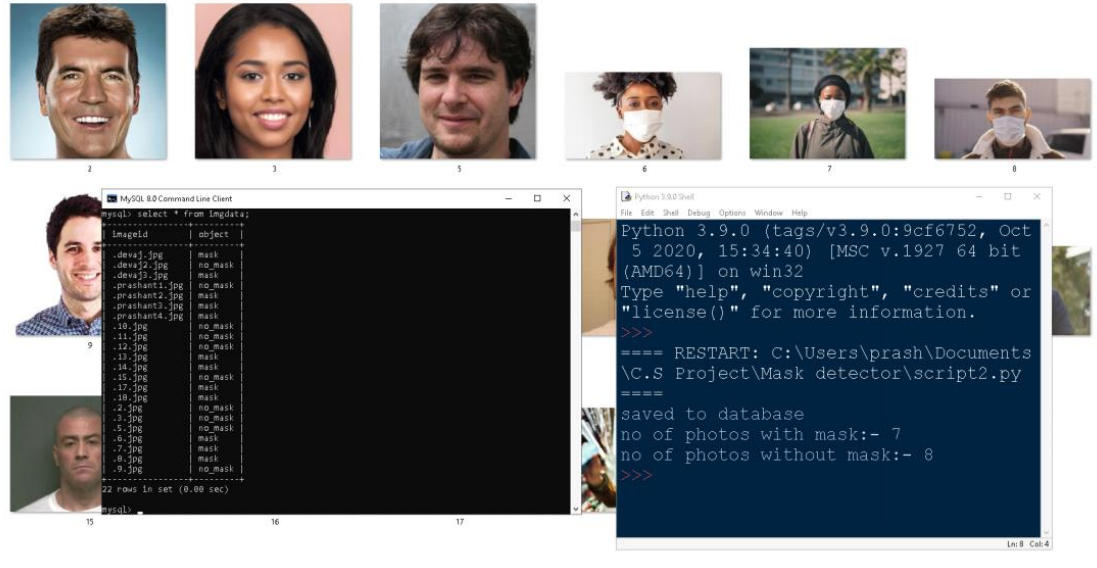 2
3
5
6
7
8
MySQL 8.0 Command Line Client
mysql> select * from imgdata;
| imageid | object |
| .devaj.jpg | mask |
| .devaj2.jpg | no_mask |
| .devaj3.jpg | mask |
| .prashant1.jpg | no_mask |
| .prashant2.jpg | mask |
| .prashant3.jpg | mask |
| .prashant4.jpg | mask |
| .10.jpg | no_mask |
| .11.jpg | no_mask |
| .12.jpg | no_mask |
| .13.jpg | mask |
| .14.jpg | mask |
| .15.jpg | no_mask |
| .17.jpg | mask |
| .18.jpg | mask |
| .2.jpg | no_mask |
| .3.jpg | no_mask |
| .5.jpg | no_mask |
| .6.jpg | mask |
| .7.jpg | mask |
| .8.jpg | mask |
| .9.jpg | no_mask |
22 rows in set (0.00 sec)
mysql>
Python 3.9.0 Shell
File Edit Shell Debug Options Window Help
Python 3.9.0 (tags/v3.9.0:9cf6752, Oct
5 2020, 15:34:40) [MSC v.1927 64 bit
(AMD64)] on win32
Type "help", "copyright", "credits" or
"license()" for more information.
>>>
==== RESTART: C:\Users\prash\Documents
\C.S Project\Mask detector\script2.py
====
saved to database
no of photos with mask:- 7
no of photos without mask:- 8
>>>
Ln: 8 Col: 4
9
15
16
17